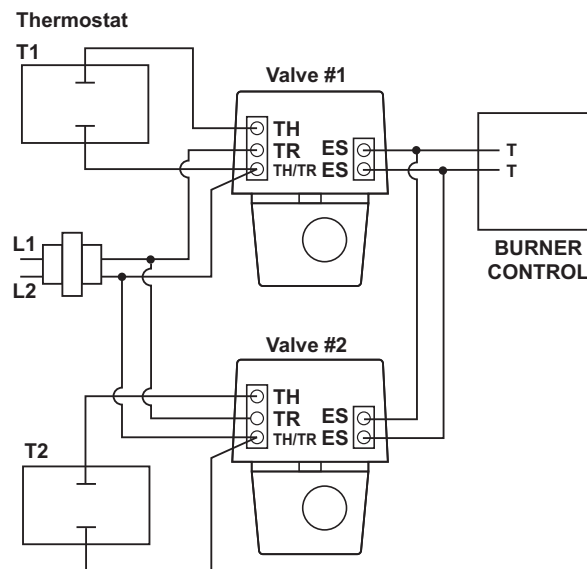 Thermostat
T1
Valve #1
TH
TR
TH/TR
ES
ES
T
T
BURNER
CONTROL
L1
L2
Valve #2
TH
TR
TH/TR
ES
ES
T2